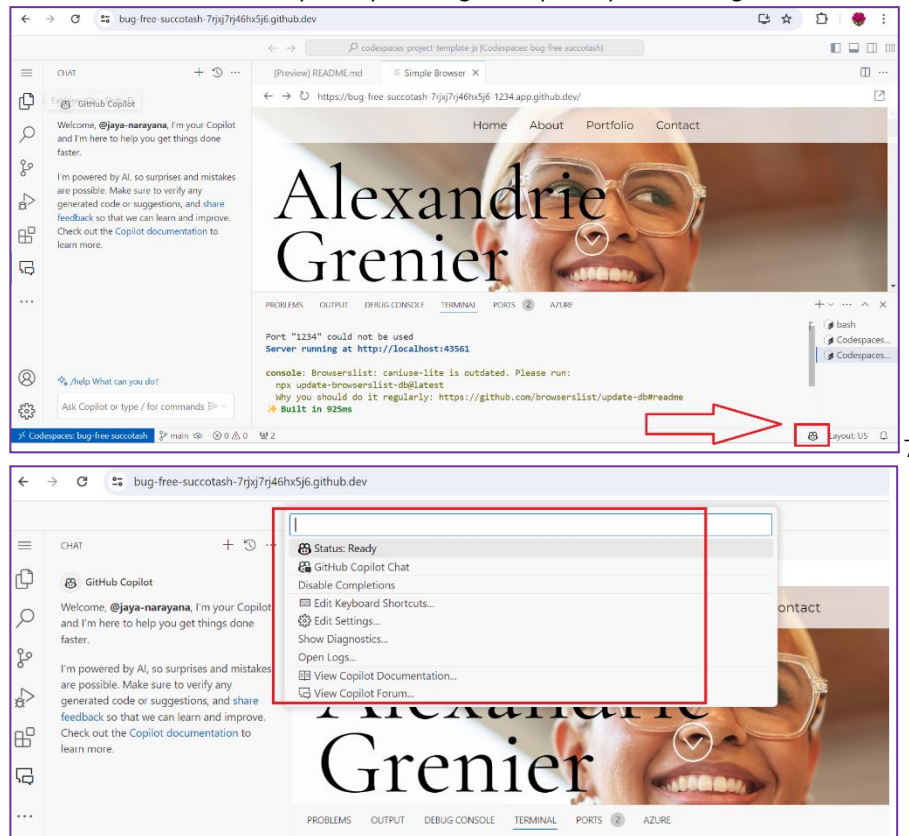 bug-free-succotash-7rjxj7rj46hx5j6.github.dev
codespaces-project-template-js [Codespaces: bug-free succotash]
CHAT
[Preview] README.md
Simple Browser
GitHub Copilot
https://bug-free-succotash-7rjxj7rj46hx5j6-1234.app.github.dev/
Welcome, @jaya-narayana, I'm your Copilot
and I'm here to help you get things done
faster.
Home About Portfolio Contact
I'm powered by AI, so surprises and mistakes
are possible. Make sure to verify any
generated code or suggestions, and share
feedback so that we can learn and improve.
Check out the Copilot documentation to
learn more.
Alexandrie
Grenier
PROBLEMS OUTPUT DEBUG CONSOLE TERMINAL PORTS 2 AZURE
Port "1234" could not be used
Server running at http://localhost:43561
console: Browserslist: caniuse-lite is outdated. Please run:
npx update-browserslist-db@latest
Why you should do it regularly: https://github.com/browserslist/update-db#readme
✨ Built in 925ms
bash
Codespaces...
Codespaces...
/help What can you do?
Ask Copilot or type / for commands
Codespaces: bug-free succotash main 0 0 2 Layout: US
7
bug-free-succotash-7rjxj7rj46hx5j6.github.dev
CHAT
Status: Ready
GitHub Copilot Chat
Disable Completions
Edit Keyboard Shortcuts...
Edit Settings...
Show Diagnostics...
Open Logs...
View Copilot Documentation...
View Copilot Forum...
GitHub Copilot
Welcome, @jaya-narayana, I'm your Copilot
and I'm here to help you get things done
faster.
ontact
I'm powered by AI, so surprises and mistakes
are possible. Make sure to verify any
generated code or suggestions, and share
feedback so that we can learn and improve.
Check out the Copilot documentation to
learn more.
Alexandrie
Grenier
PROBLEMS OUTPUT DEBUG CONSOLE TERMINAL PORTS 2 AZURE